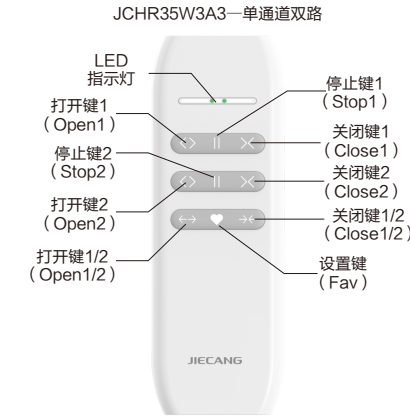 JCHR35W3A3—单通道双路
LED
指示灯
打开键1
（Open1）
停止键2
（Stop2）
打开键2
（Open2）
打开键1/2
（Open1/2）
停止键1
（Stop1）
关闭键1
（Close1）
关闭键2
（Close2）
关闭键1/2
（Close1/2）
设置键
（Fav）
JIECANG